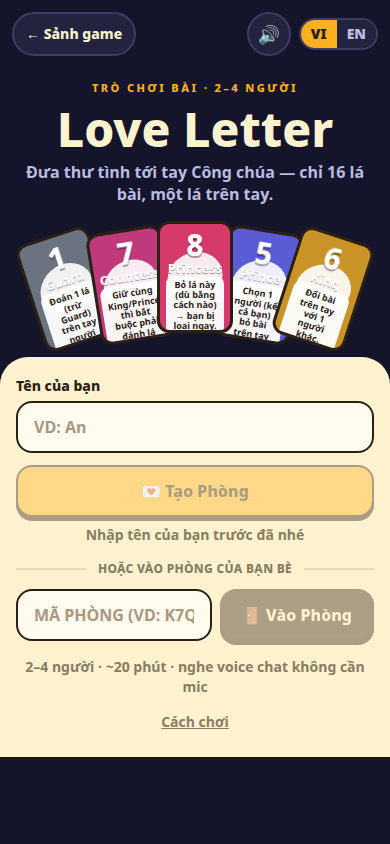 ← Sảnh game
VI EN
TRÒ CHƠI BÀI · 2–4 NGƯỜI
Love Letter
Đưa thư tình tới tay Công chúa — chỉ 16 lá
bài, một lá trên tay.
1
Guard
Đoán 1 lá
(trừ
Guard)
trên tay
người
7
Countess
Giữ cùng
King/Prince
thì bắt
buộc phải
đánh lá
8
Princess
Bỏ lá này
(dù bằng
cách nào)
→ bạn bị
loại ngay.
5
Prince
Chọn 1
người (kể
cả bạn)
bỏ bài
trên tay
6
King
Đổi bài
trên tay
với 1
người
khác.
Tên của bạn
VD: An
💌 Tạo Phòng
Nhập tên của bạn trước đã nhé
HOẶC VÀO PHÒNG CỦA BẠN BÈ
MÃ PHÒNG (VD: K7Q
🚪 Vào Phòng
2–4 người · ~20 phút · nghe voice chat không cần
mic
Cách chơi